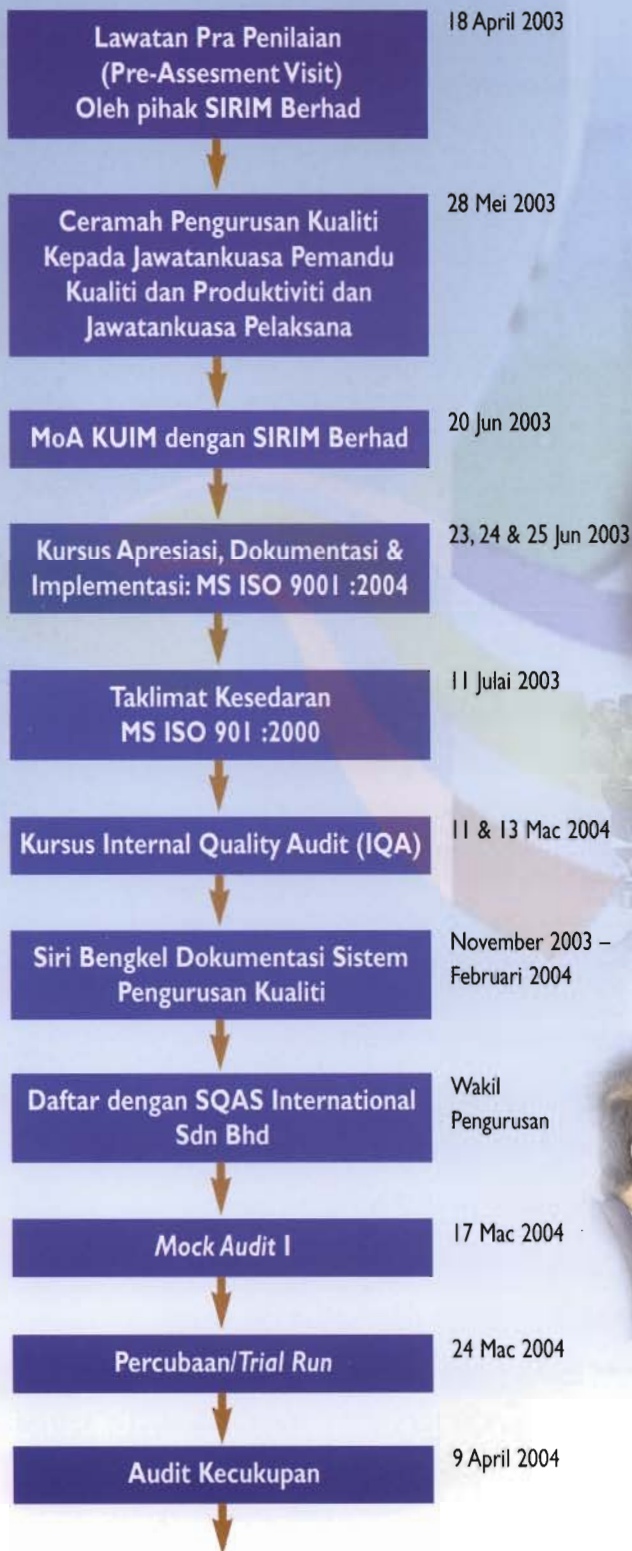 Lawatan Pra Penilaian
(Pre-Assesment Visit)
Oleh pihak SIRIM Berhad
18 April 2003
Ceramah Pengurusan Kualiti
Kepada Jawatankuasa Pemandu
Kualiti dan Produktiviti dan
Jawatankuasa Pelaksana
28 Mei 2003
MoA KUIM dengan SIRIM Berhad
20 Jun 2003
Kursus Apresiasi, Dokumentasi &
Implementasi: MS ISO 9001 :2004
23, 24 & 25 Jun 2003
Taklimat Kesedaran
MS ISO 901 :2000
11 Julai 2003
Kursus Internal Quality Audit (IQA)
11 & 13 Mac 2004
Siri Bengkel Dokumentasi Sistem
Pengurusan Kualiti
November 2003 –
Februari 2004
Daftar dengan SQAS International
Sdn Bhd
Wakil
Pengurusan
Mock Audit I
17 Mac 2004
Percubaan/Trial Run
24 Mac 2004
Audit Kecukupan
9 April 2004